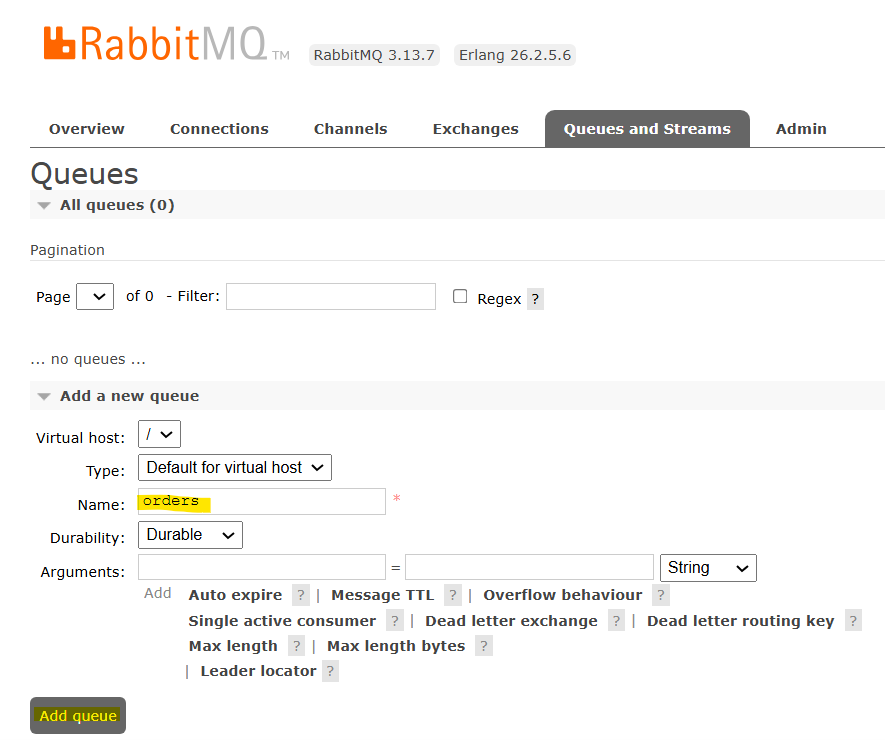 RabbitMQ TM RabbitMQ 3.13.7 Erlang 26.2.5.6
Overview Connections Channels Exchanges Queues and Streams Admin
Queues
All queues (0)
Pagination
Page of 0 - Filter: Regex ?
... no queues ...
Add a new queue
Virtual host: /
Type: Default for virtual host
Name: orders *
Durability: Durable
Arguments: = String
Add Auto expire ? | Message TTL ? | Overflow behaviour ?
Single active consumer ? | Dead letter exchange ? | Dead letter routing key ?
Max length ? | Max length bytes ?
| Leader locator ?
Add queue